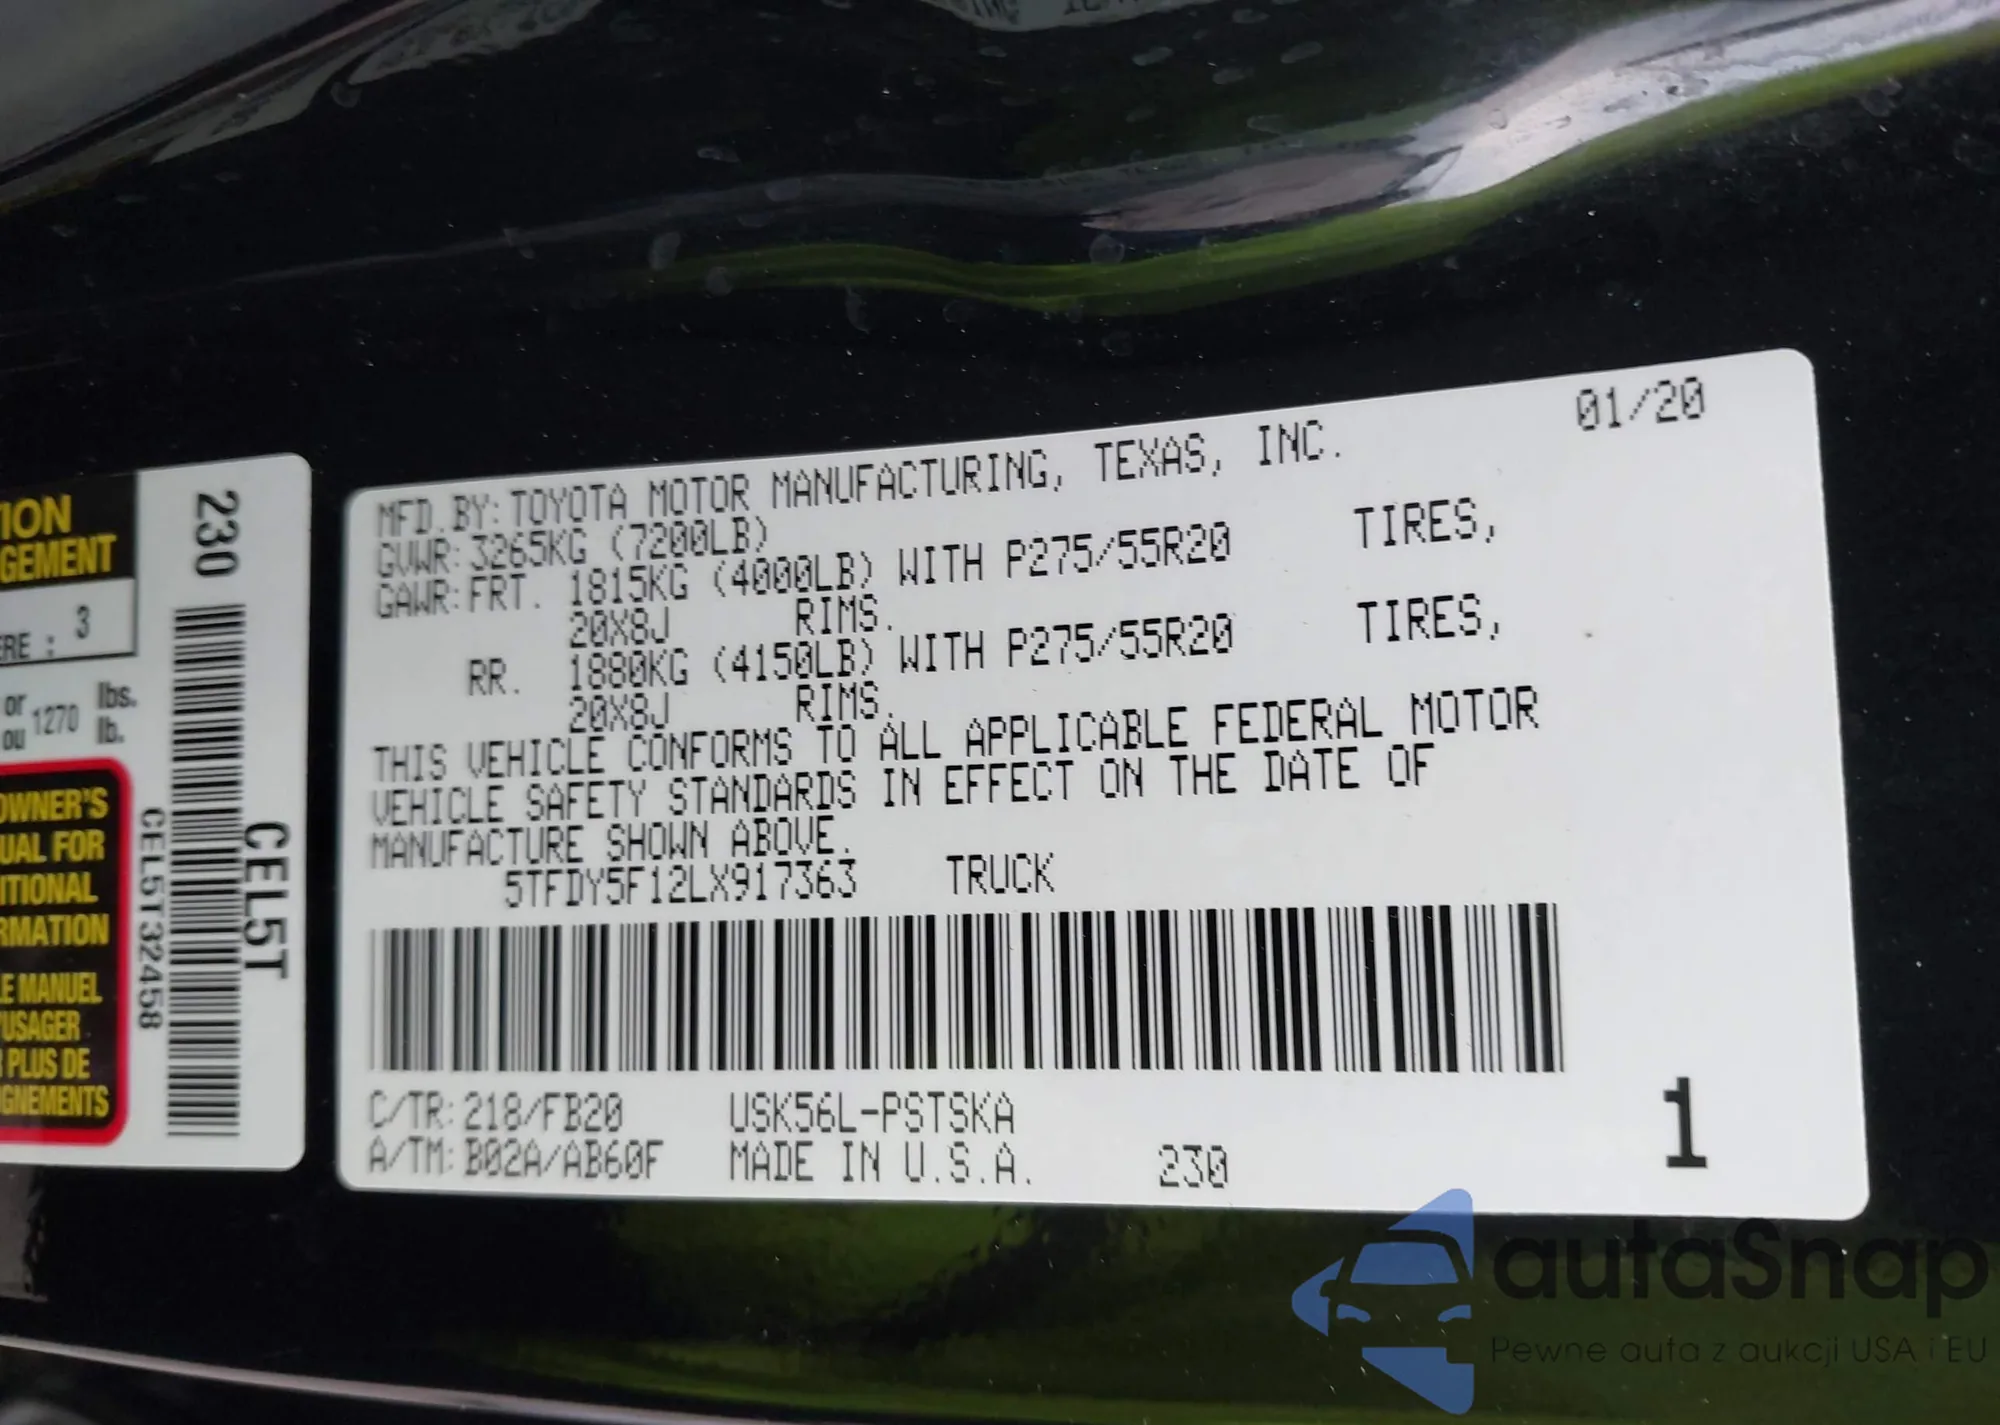 TION
GEMENT
ERE : 3
or
ou 1270 lbs.
lb.
OWNER'S
UAL FOR
ITIONAL
RMATION
LE MANUEL
'USAGER
R PLUS DE
IGNEMENTS
230
CEL5T32458
CEL5T
01/20
MFD.BY: TOYOTA MOTOR MANUFACTURING, TEXAS, INC.
GVWR: 3265KG (7200LB)
GAWR: FRT. 1815KG (4000LB) WITH P275/55R20 TIRES,
20X8J RIMS.
RR. 1880KG (4150LB) WITH P275/55R20 TIRES,
20X8J RIMS.
THIS VEHICLE CONFORMS TO ALL APPLICABLE FEDERAL MOTOR
VEHICLE SAFETY STANDARDS IN EFFECT ON THE DATE OF
MANUFACTURE SHOWN ABOVE.
5TFDY5F12LX917363 TRUCK
C/TR: 218/FB20 USK56L-PSTSKA
A/TM: B02A/AB60F MADE IN U.S.A. 230
1
autaSnap
Pewne auta z aukcji USA i EU